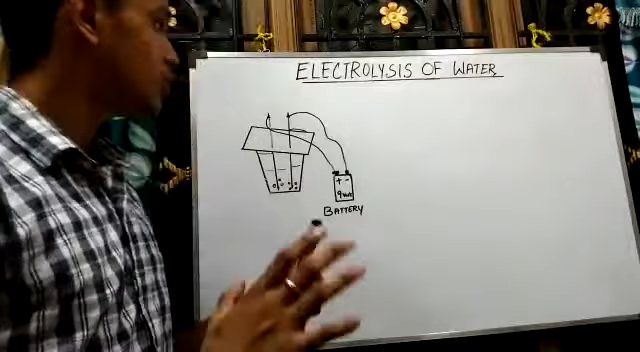 ELECTROLYSIS OF WATER
+ -
BATTERY